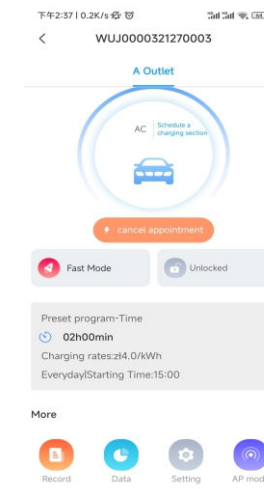 下午2:37 | 0.2K/s
WUJ0000321270003
A Outlet
AC
Schedule a
charging section
cancel appointment
Fast Mode
Unlocked
Preset program-Time
02h00min
Charging rates:zł4.0/kWh
Everyday|Starting Time:15:00
More
Record Data Setting AP mod